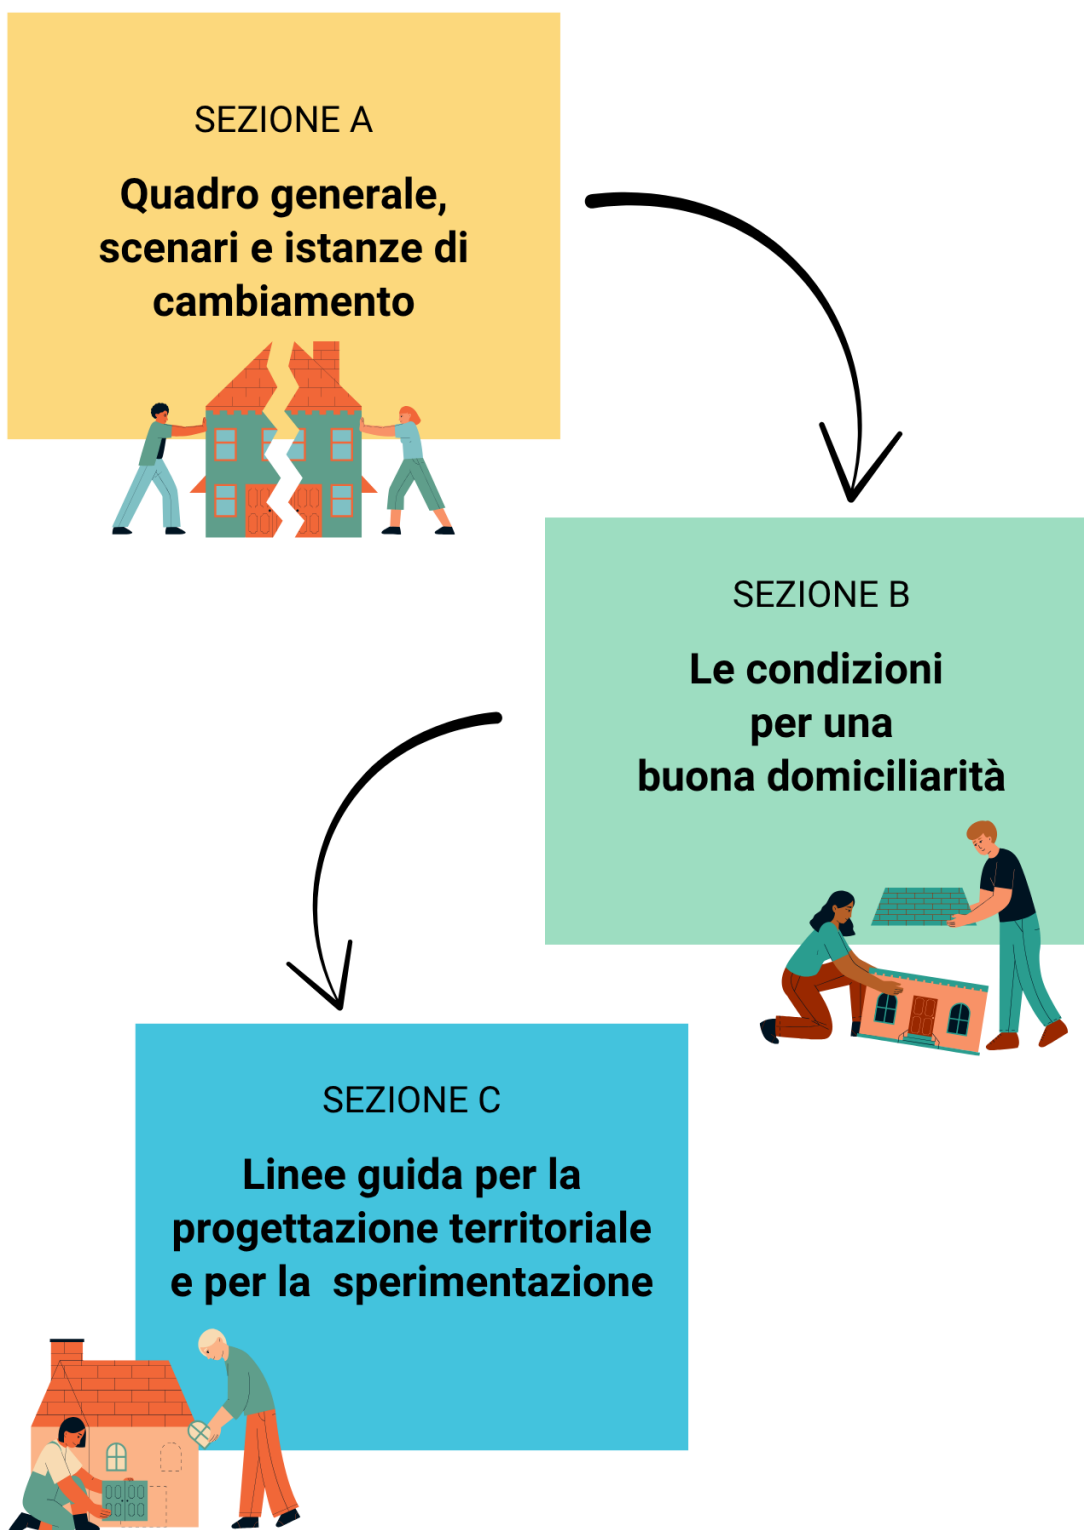 SEZIONE A
Quadro generale,
scenari e istanze di
cambiamento
SEZIONE B
Le condizioni
per una
buona domiciliarità
SEZIONE C
Linee guida per la
progettazione territoriale
e per la  sperimentazione